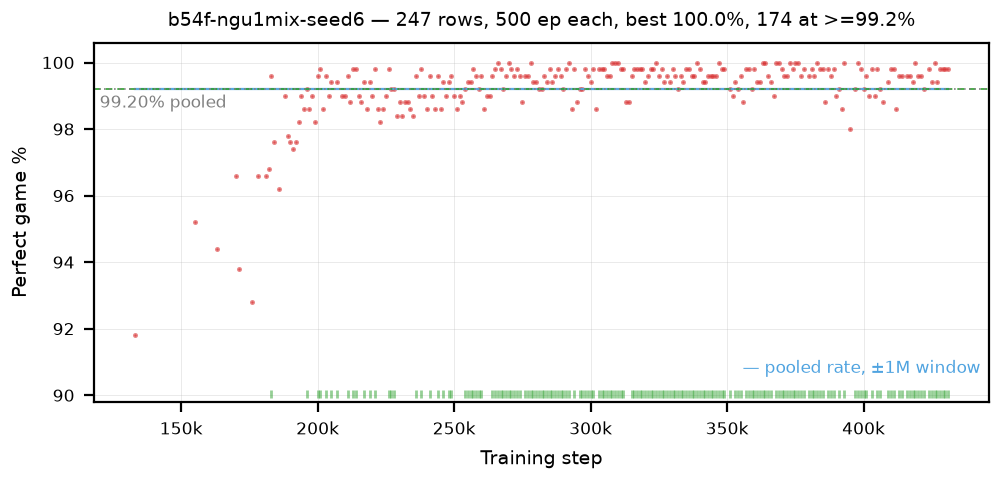 b54f-ngu1mix-seed6 — 247 rows, 500 ep each, best 100.0%, 174 at >=99.2%
Perfect game %
100
98
96
94
92
90
99.20% pooled
— pooled rate, ±1M window
150k
200k
250k
300k
350k
400k
Training step